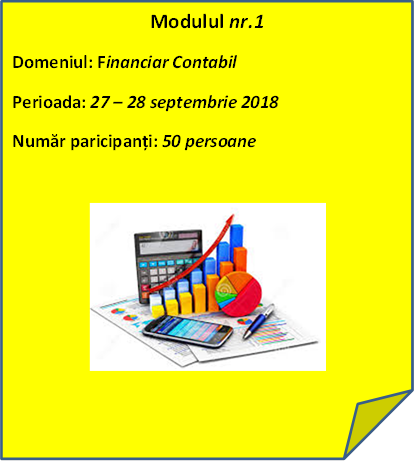 Modulul nr.1
Domeniul: Financiar Contabil
Perioada: 27 – 28 septembrie 2018
Număr paricipanți: 50 persoane